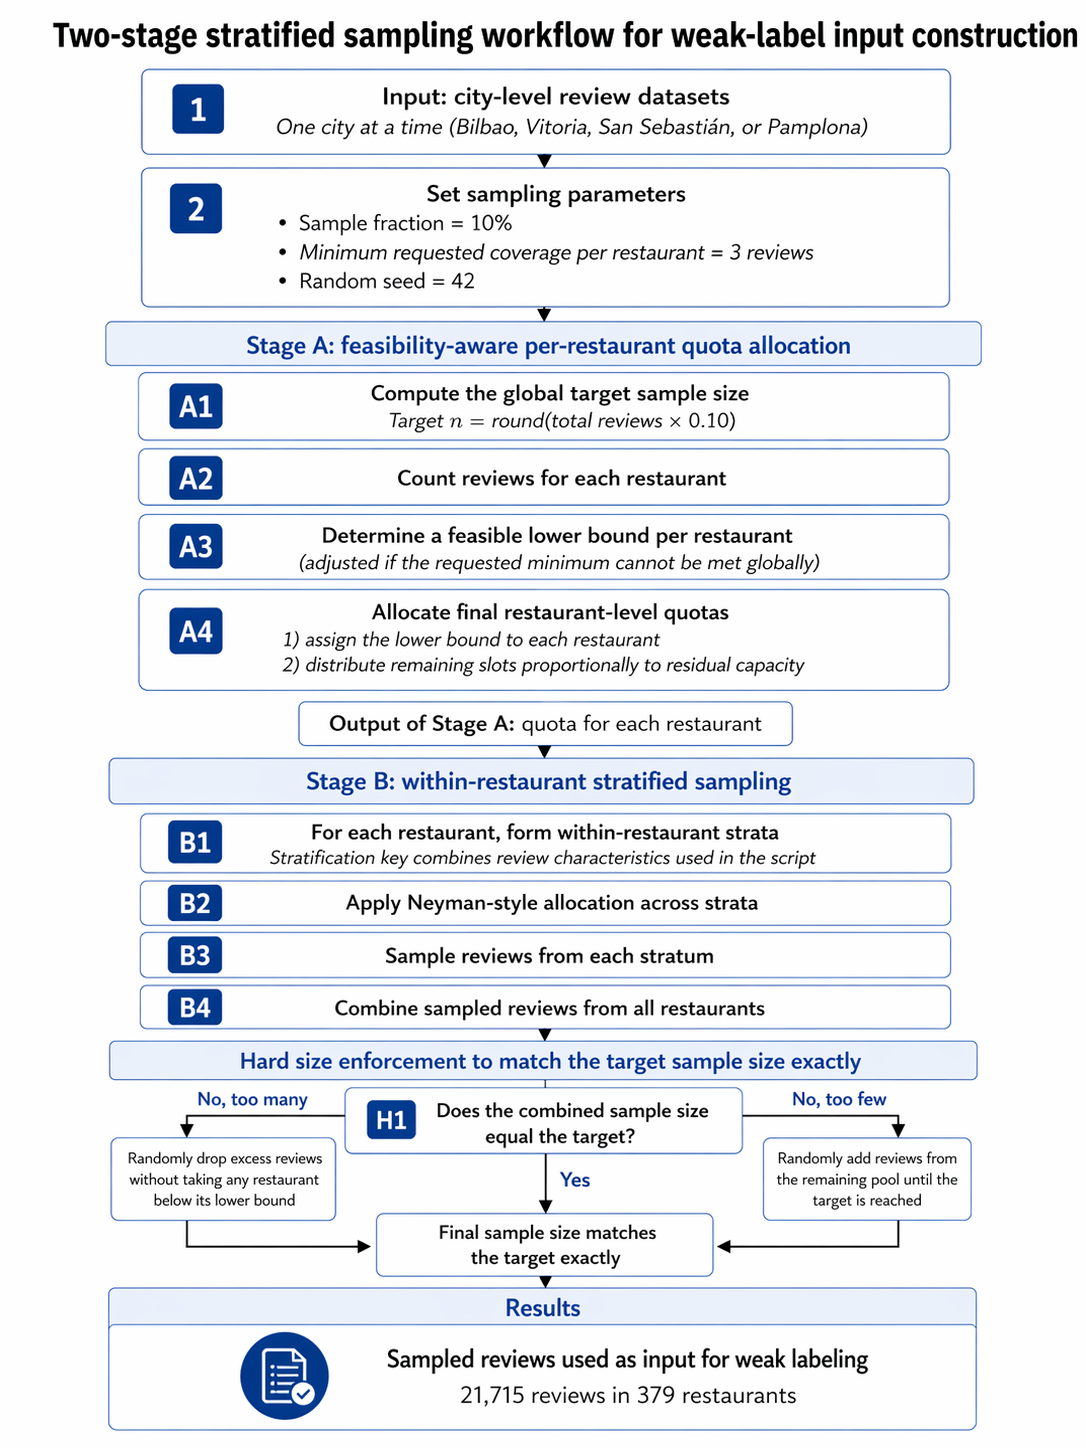 Two-stage stratified sampling workflow for weak-label input construction
1
Input: city-level review datasets
One city at a time (Bilbao, Vitoria, San Sebastián, or Pamplona)
2
Set sampling parameters
• Sample fraction = 10%
• Minimum requested coverage per restaurant = 3 reviews
• Random seed = 42
Stage A: feasibility-aware per-restaurant quota allocation
A1
Compute the global target sample size
Target n = round(total reviews × 0.10)
A2
Count reviews for each restaurant
A3
Determine a feasible lower bound per restaurant
(adjusted if the requested minimum cannot be met globally)
A4
Allocate final restaurant-level quotas
1) assign the lower bound to each restaurant
2) distribute remaining slots proportionally to residual capacity
Output of Stage A: quota for each restaurant
Stage B: within-restaurant stratified sampling
B1
For each restaurant, form within-restaurant strata
Stratification key combines review characteristics used in the script
B2
Apply Neyman-style allocation across strata
B3
Sample reviews from each stratum
B4
Combine sampled reviews from all restaurants
Hard size enforcement to match the target sample size exactly
H1
Does the combined sample size
equal the target?
No, too many
Randomly drop excess reviews
without taking any restaurant
below its lower bound
Yes
No, too few
Randomly add reviews from
the remaining pool until the
target is reached
Final sample size matches
the target exactly
Results
Sampled reviews used as input for weak labeling
21,715 reviews in 379 restaurants